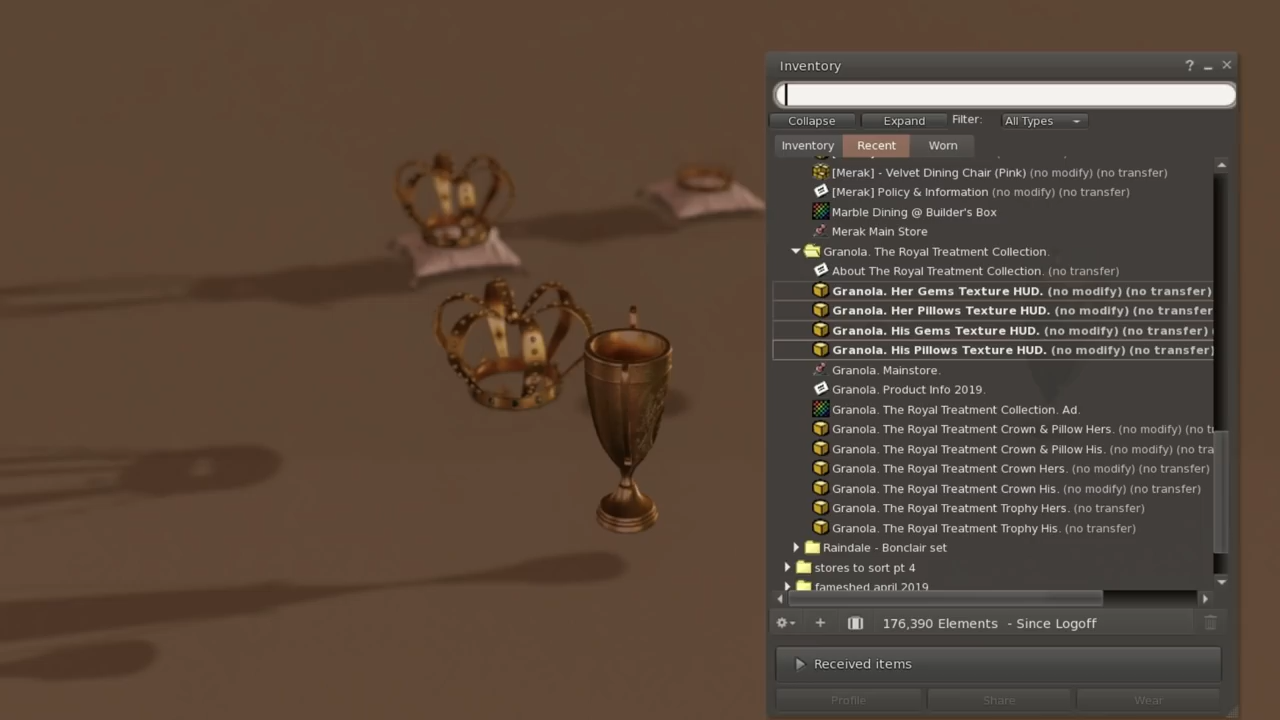 Inventory
?
Collapse Expand Filter: All Types
Inventory Recent Worn
[Merak] - Velvet Dining Chair (Pink) (no modify) (no transfer)
[Merak] Policy & Information (no modify) (no transfer)
Marble Dining @ Builder's Box
Merak Main Store
Granola. The Royal Treatment Collection.
About The Royal Treatment Collection. (no transfer)
Granola. Her Gems Texture HUD. (no modify) (no transfer)
Granola. Her Pillows Texture HUD. (no modify) (no transfer
Granola. His Gems Texture HUD. (no modify) (no transfer) (
Granola. His Pillows Texture HUD. (no modify) (no transfer)
Granola. Mainstore.
Granola. Product Info 2019.
Granola. The Royal Treatment Collection. Ad.
Granola. The Royal Treatment Crown & Pillow Hers. (no modify) (no t
Granola. The Royal Treatment Crown & Pillow His. (no modify) (no tra
Granola. The Royal Treatment Crown Hers. (no modify) (no transfer)
Granola. The Royal Treatment Crown His. (no modify) (no transfer)
Granola. The Royal Treatment Trophy Hers. (no transfer)
Granola. The Royal Treatment Trophy His. (no transfer)
Raindale - Bonclair set
stores to sort pt 4
fameshed april 2019
176,390 Elements - Since Logoff
Received items
Profile Share Wear